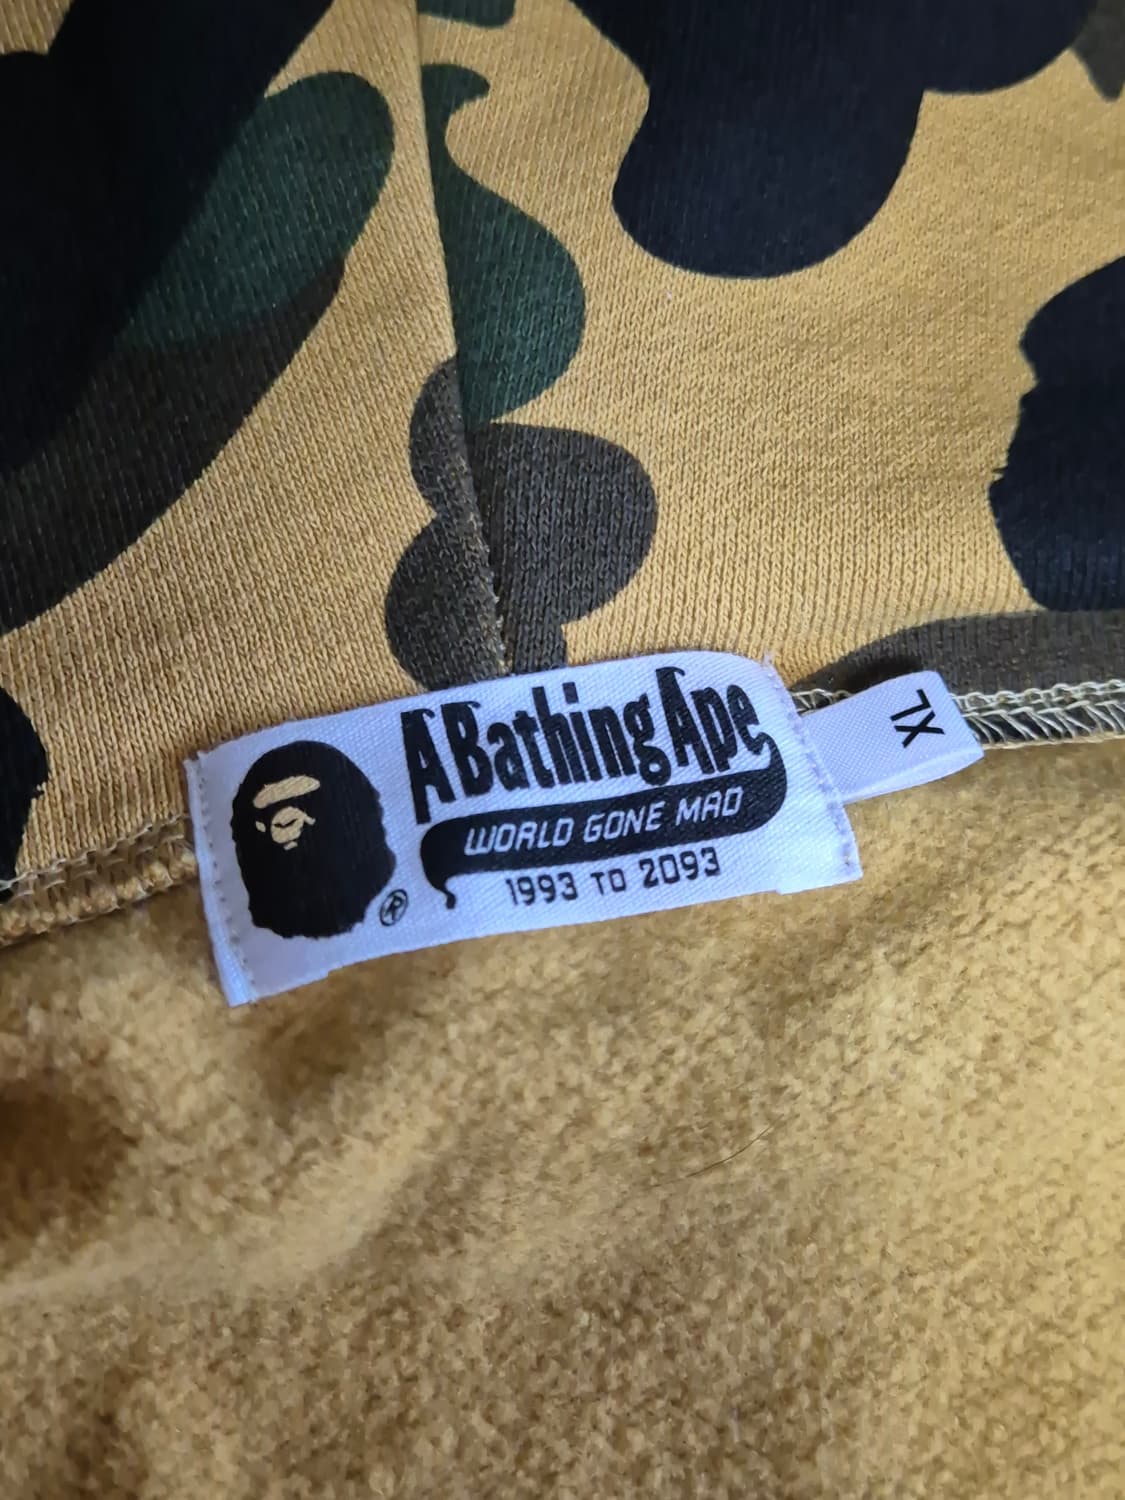 A Bathing Ape
WORLD GONE MAD
1993 TO 2093
®
XL